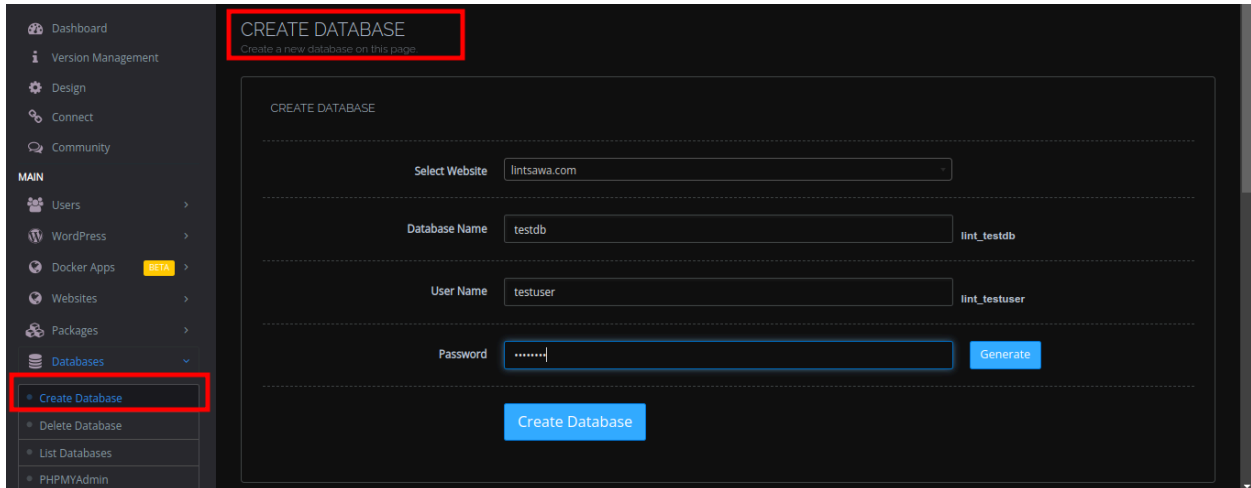 Dashboard
Version Management
Design
Connect
Community
MAIN
Users
WordPress
Docker Apps BETA
Websites
Packages
Databases
Create Database
Delete Database
List Databases
PHPMYAdmin
CREATE DATABASE
Create a new database on this page.
CREATE DATABASE
Select Website lintsawa.com
Database Name testdb lint_testdb
User Name testuser lint_testuser
Password •••••••• Generate
Create Database